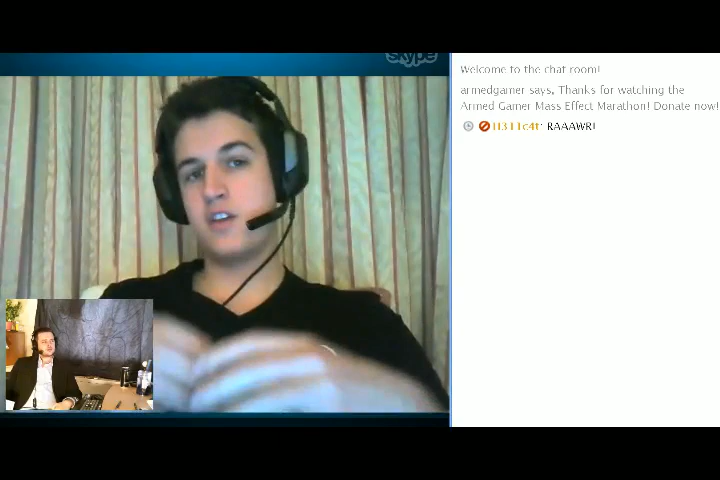 skype
Welcome to the chat room!
armedgamer says, Thanks for watching the
Armed Gamer Mass Effect Marathon! Donate now!
RAAAWR!